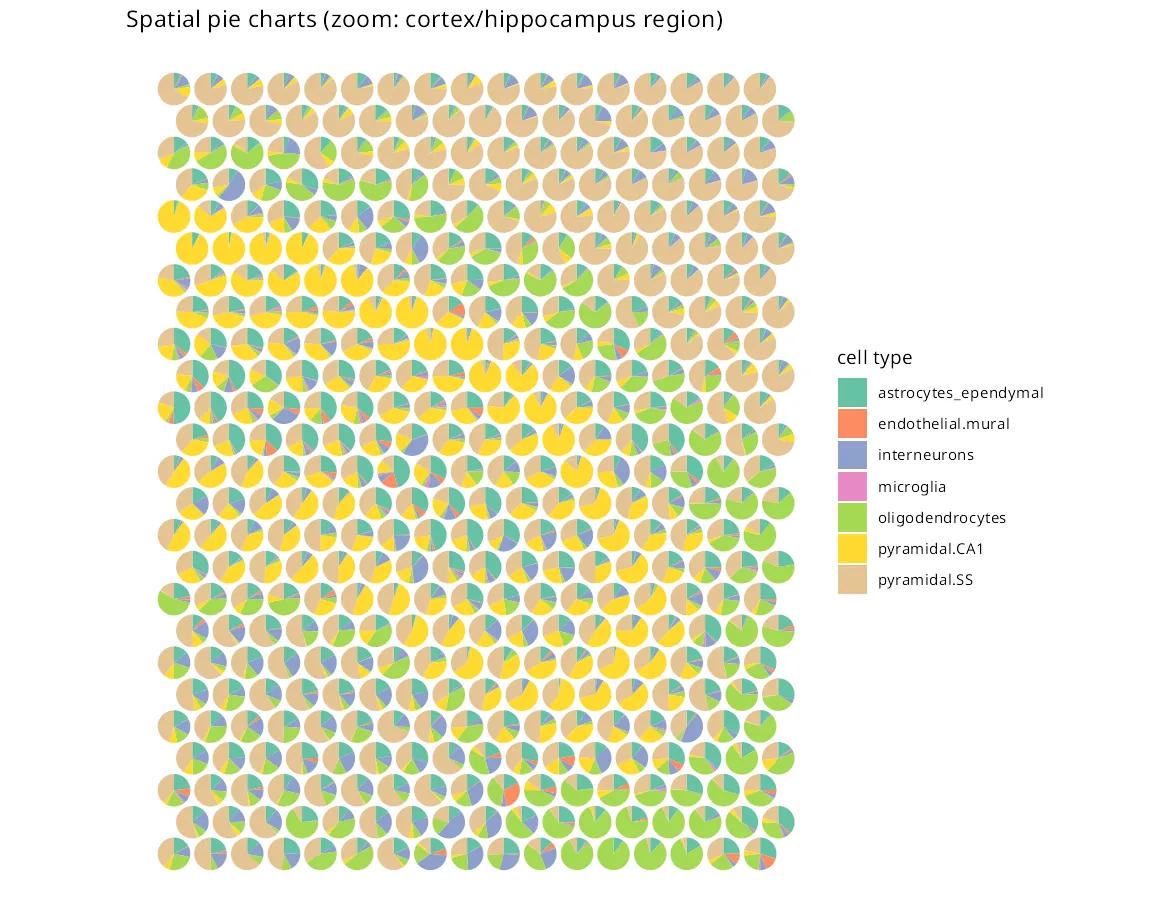 Spatial pie charts (zoom: cortex/hippocampus region)
cell type
astrocytes_ependymal
endothelial.mural
interneurons
microglia
oligodendrocytes
pyramidal.CA1
pyramidal.SS